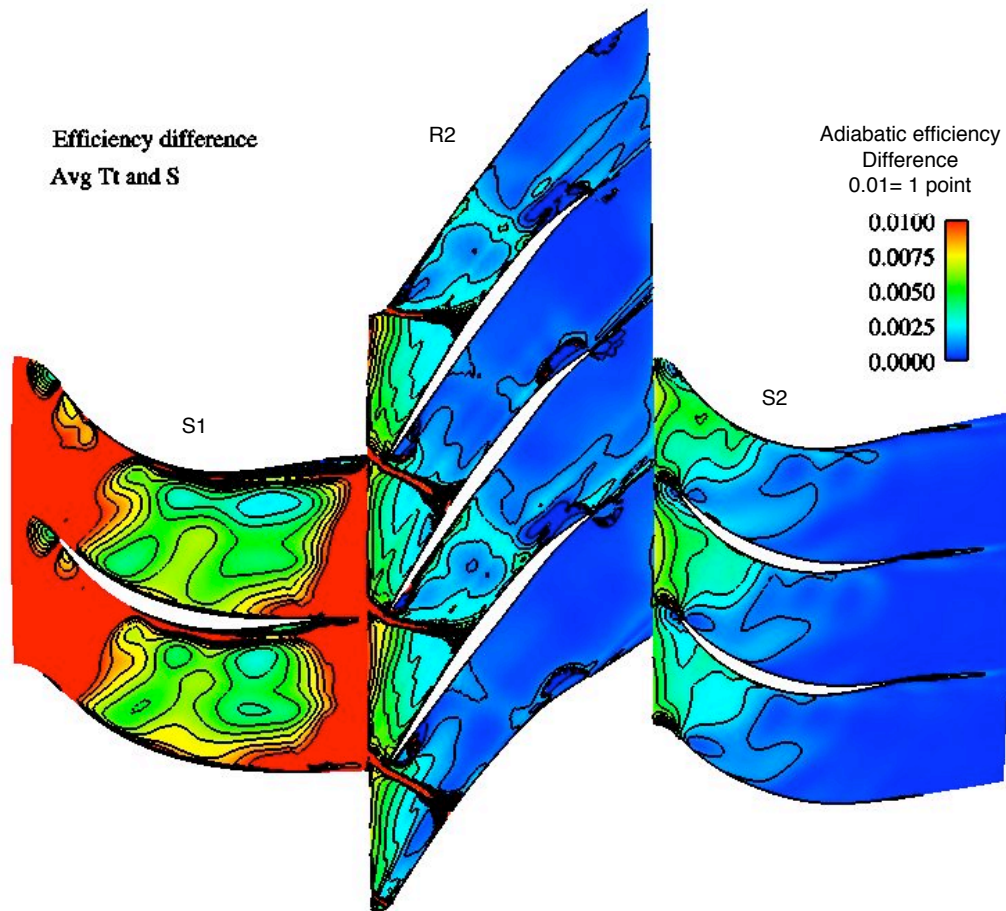 Efficiency difference
Avg Tt and S
R2
S1
S2
Adiabatic efficiency
Difference
0.01= 1 point
0.0100
0.0075
0.0050
0.0025
0.0000